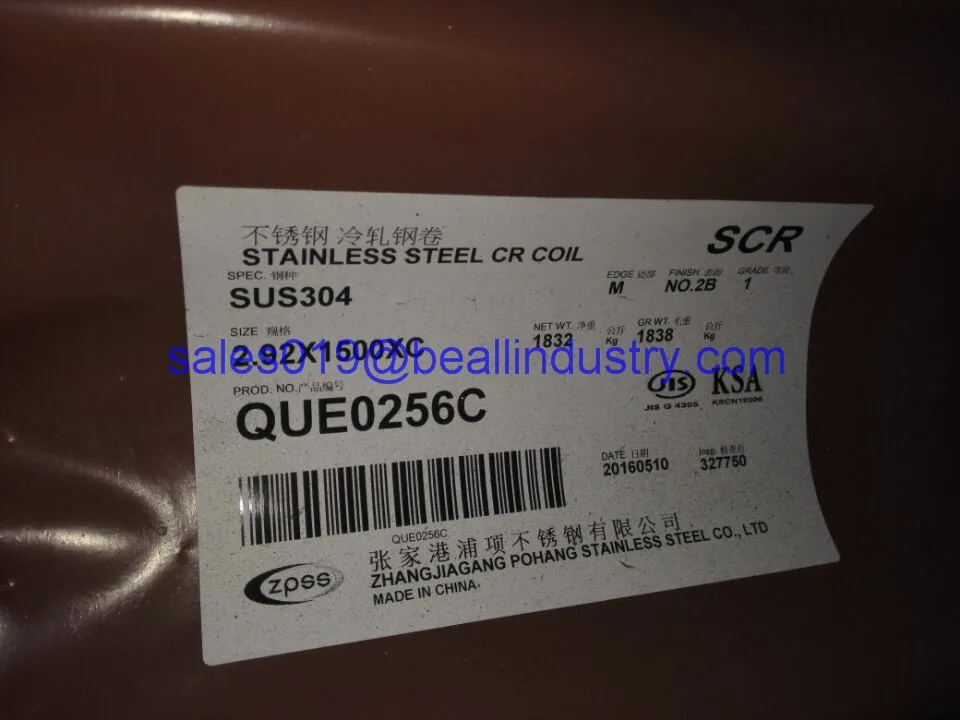 不锈钢 冷轧钢卷
STAINLESS STEEL CR COIL
SCR
SPEC. 钢种
SUS304
EDGE 边部 FINISH. 表面 GRADE. 等级
M NO.2B 1
SIZE 规格
2.92X1500XC
NET WT. 净重 公斤 GR WT. 毛重 公斤
1832 Kg 1838 Kg
sales019@beallindustry.com
PROD. NO.产品编号
QUE0256C
JIS KSA
JIS G 4305
DATE 日期 Insp. 检查员
20160510 327750
QUE0256C
张家港浦项不锈钢有限公司
ZHANGJIAGANG POHANG STAINLESS STEEL CO., LTD
MADE IN CHINA
zpss